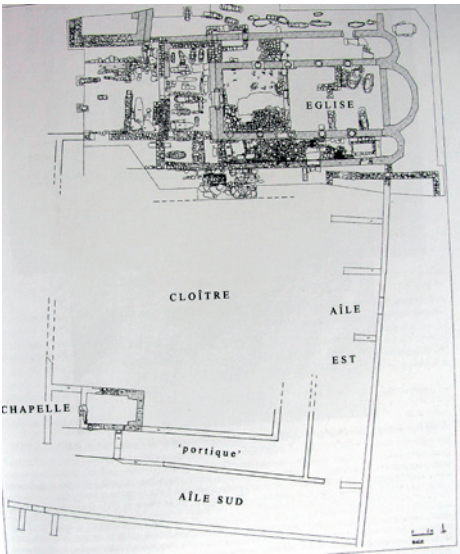 EGLISE
CLOÎTRE
AÎLE
EST
CHAPELLE
'portique'
AÎLE SUD